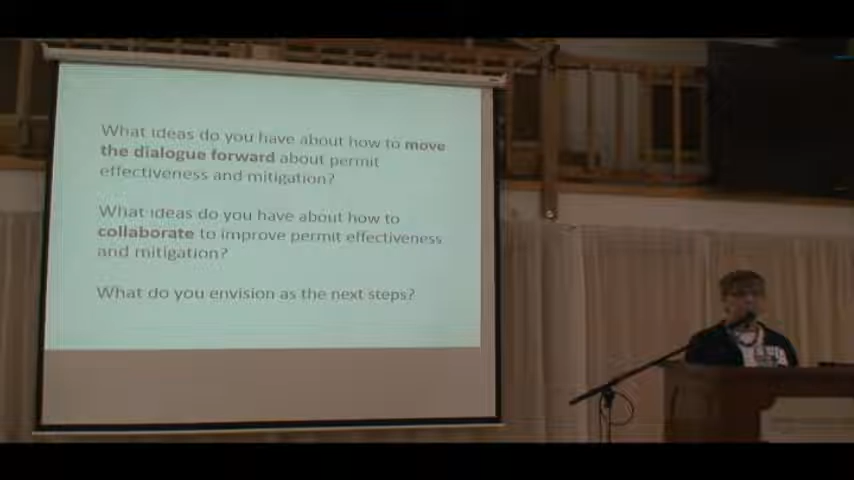 What ideas do you have about how to move
the dialogue forward about permit
effectiveness and mitigation?
What ideas do you have about how to
collaborate to improve permit effectiveness
and mitigation?
What do you envision as the next steps?